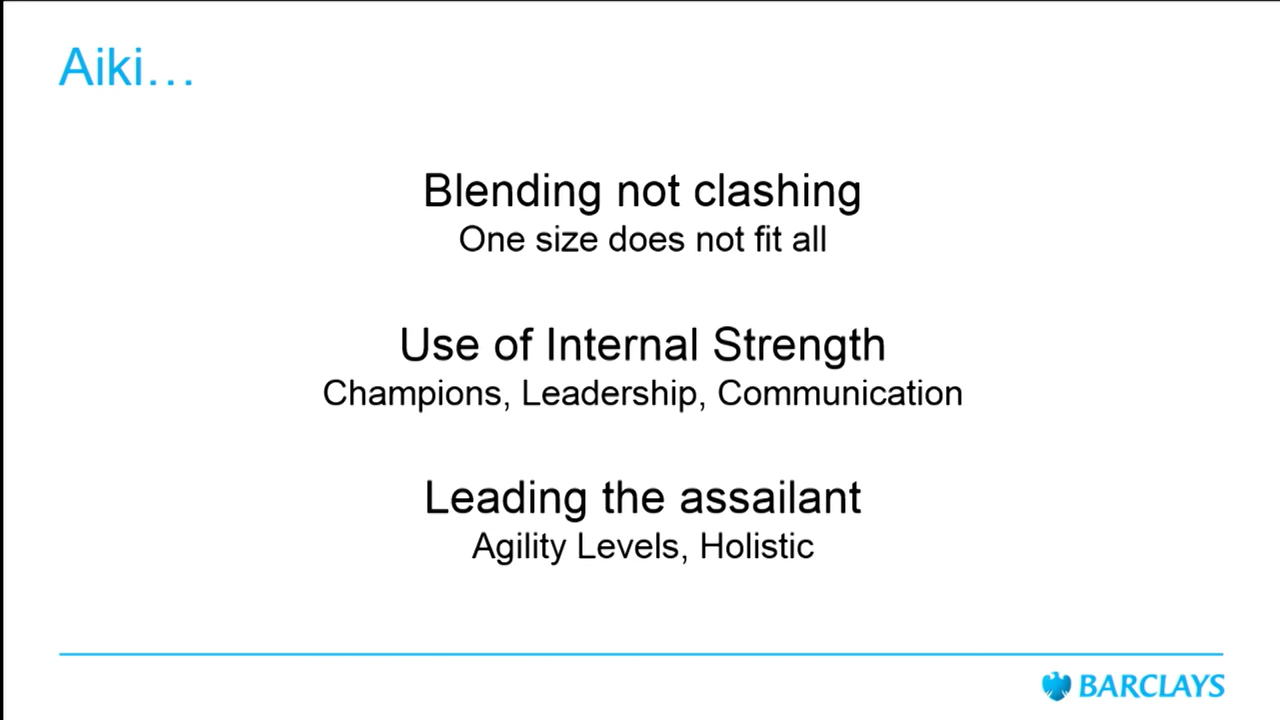 Aiki…
Blending not clashing
One size does not fit all
Use of Internal Strength
Champions, Leadership, Communication
Leading the assailant
Agility Levels, Holistic
BARCLAYS